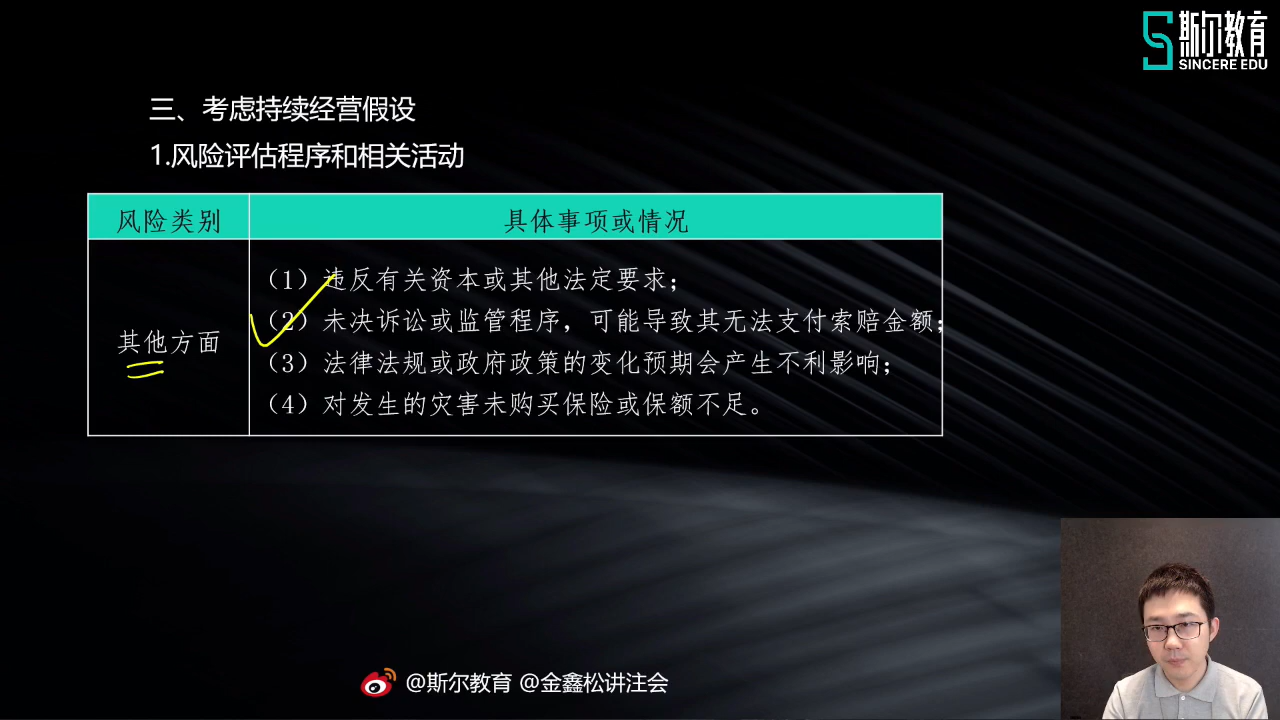 斯尔教育
SINCERE EDU
三、考虑持续经营假设
1.风险评估程序和相关活动
风险类别
具体事项或情况
其他方面
（1）违反有关资本或其他法定要求；
（2）未决诉讼或监管程序，可能导致其无法支付索赔金额；
（3）法律法规或政府政策的变化预期会产生不利影响；
（4）对发生的灾害未购买保险或保额不足。
@斯尔教育 @金鑫松讲注会